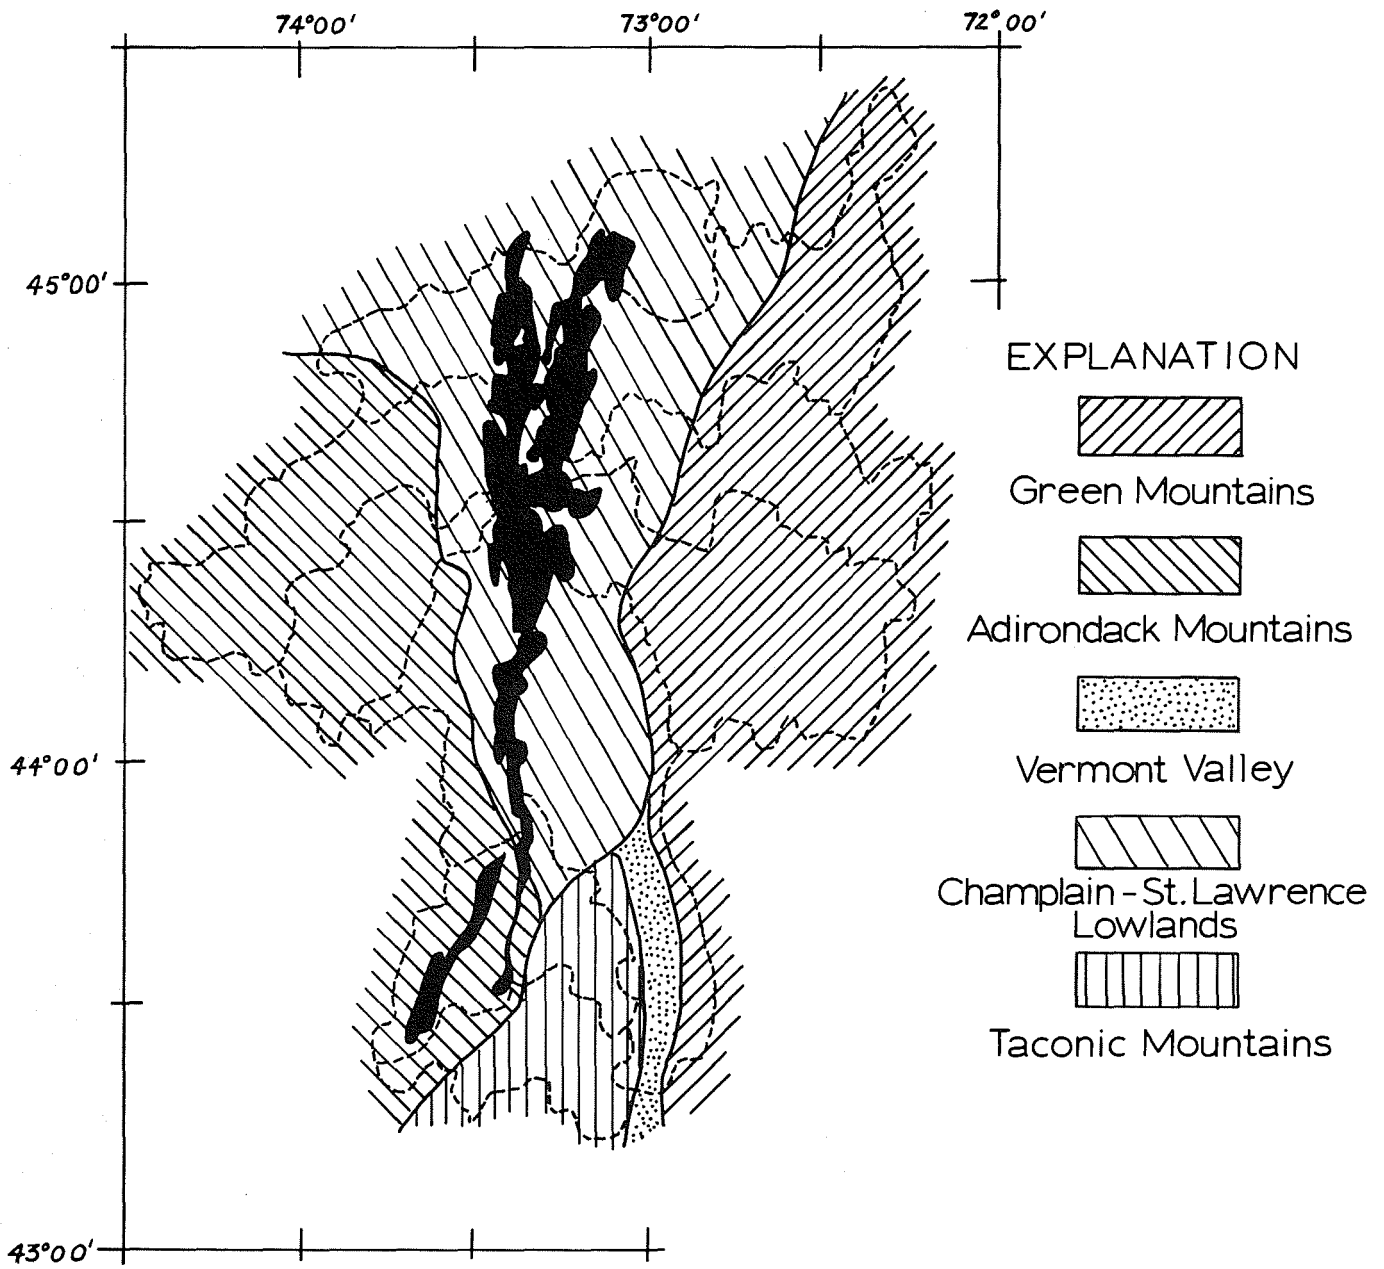 74°00' 73°00' 72°00'
45°00'
EXPLANATION
Green Mountains
Adirondack Mountains
44°00'
Vermont Valley
Champlain-St. Lawrence
Lowlands
Taconic Mountains
43°00'